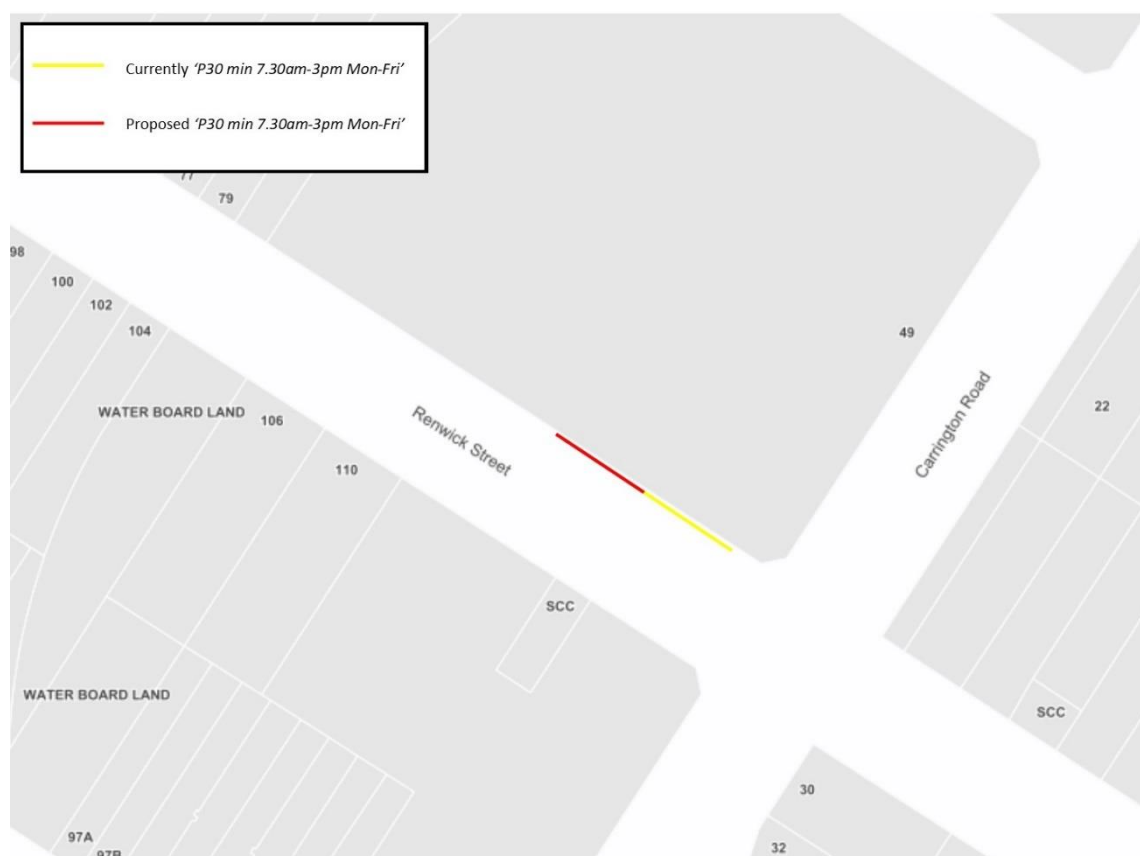 Currently ‘P30 min 7.30am-3pm Mon-Fri’
Proposed ‘P30 min 7.30am-3pm Mon-Fri’
79
98
100
102
104
49
22
WATER BOARD LAND
106
Renwick Street
Carrington Road
110
SCC
WATER BOARD LAND
SCC
30
97A
32